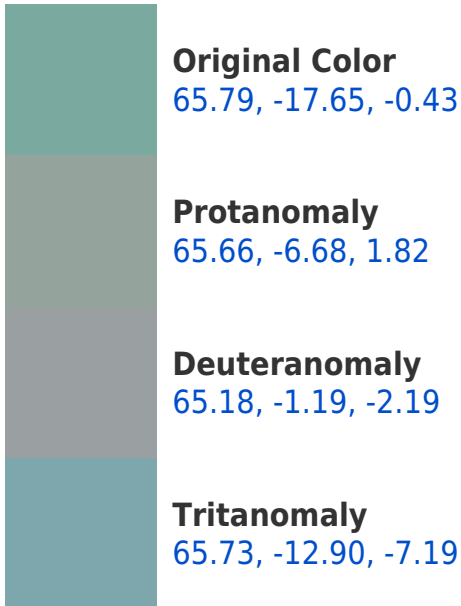 Original Color
65.79, -17.65, -0.43
Protanomaly
65.66, -6.68, 1.82
Deuteranomaly
65.18, -1.19, -2.19
Tritanomaly
65.73, -12.90, -7.19